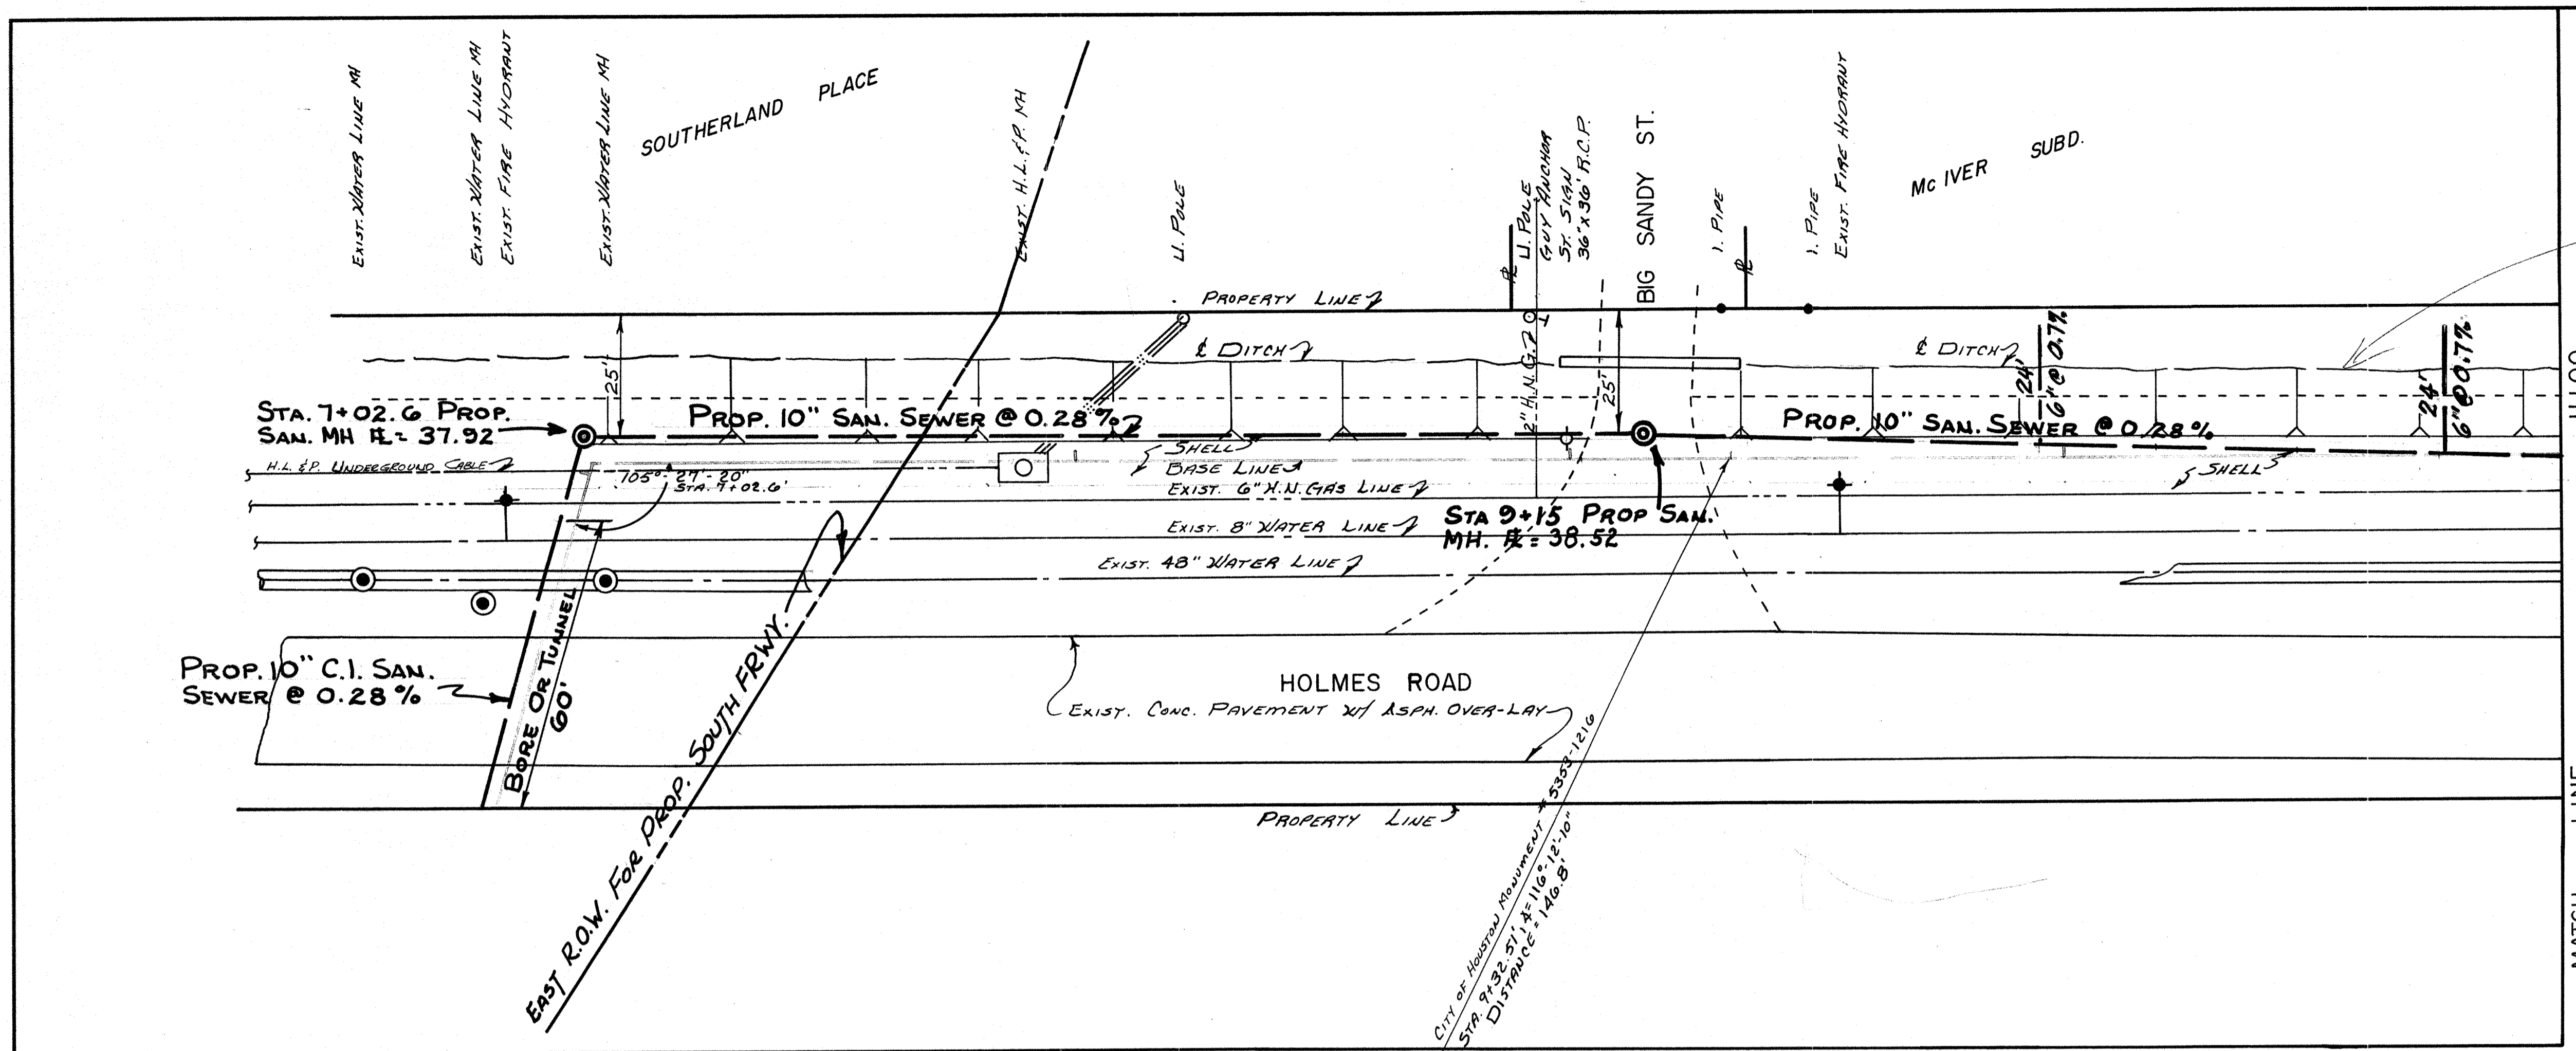 EXIST. WATER LINE MH
EXIST. WATER LINE MH
EXIST. FIRE HYDRANT
EXIST. WATER LINE MH
SOUTHERLAND PLACE
EXIST. H.L. & P. MH
U. POLE
U. POLE
GUY ANCHOR
ST. SIGN
36" X 36' R.C.P.
BIG SANDY ST.
I. PIPE
I. PIPE
EXIST. FIRE HYDRANT
Mc IVER SUBD.
PROPERTY LINE
℄ DITCH
2" H.N.G.
℄ DITCH
25'
25'
24'
6" @ 0.7%
24'
6" @ 0.7%
STA. 7+02.6 PROP.
SAN. MH ℄ = 37.92
PROP. 10" SAN. SEWER @ 0.28%
PROP. 10" SAN. SEWER @ 0.28%
H.L. & P. UNDERGROUND CABLE
105° - 27' - 20"
STA. 7+02.6'
SHELL
BASE LINE
SHELL
EXIST. 6" H.N. GAS LINE
EXIST. 8" WATER LINE
STA 9+15 PROP SAN.
MH. ℄ = 38.52
EXIST. 48" WATER LINE
PROP. 10" C.I. SAN.
SEWER @ 0.28%
BORE OR TUNNEL
60'
EAST R.O.W. FOR PROP. SOUTH FRWY.
HOLMES ROAD
EXIST. CONC. PAVEMENT W/ ASPH. OVER-LAY
PROPERTY LINE
CITY OF HOUSTON MONUMENT # 5353-1216
STA. 9+32.51' ∡ = 116°-12'-10"
DISTANCE = 146.8'
MATCH LINE